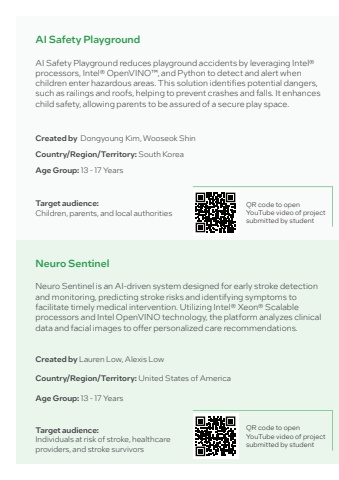 AI Safety Playground
AI Safety Playground reduces playground accidents by leveraging Intel®
processors, Intel® OpenVINO™, and Python to detect and alert when
children enter hazardous areas. This solution identifies potential dangers,
such as railings and roofs, helping to prevent crashes and falls. It enhances
child safety, allowing parents to be assured of a secure play space.
Created by Dongyoung Kim, Wooseok Shin
Country/Region/Territory: South Korea
Age Group: 13 - 17 Years
Target audience:
Children, parents, and local authorities
QR code to open
YouTube video of project
submitted by student
Neuro Sentinel
Neuro Sentinel is an AI-driven system designed for early stroke detection
and monitoring, predicting stroke risks and identifying symptoms to
facilitate timely medical intervention. Utilizing Intel® Xeon® Scalable
processors and Intel OpenVINO technology, the platform analyzes clinical
data and facial images to offer personalized care recommendations.
Created by Lauren Low, Alexis Low
Country/Region/Territory: United States of America
Age Group: 13 - 17 Years
Target audience:
Individuals at risk of stroke, healthcare
providers, and stroke survivors
QR code to open
YouTube video of project
submitted by student